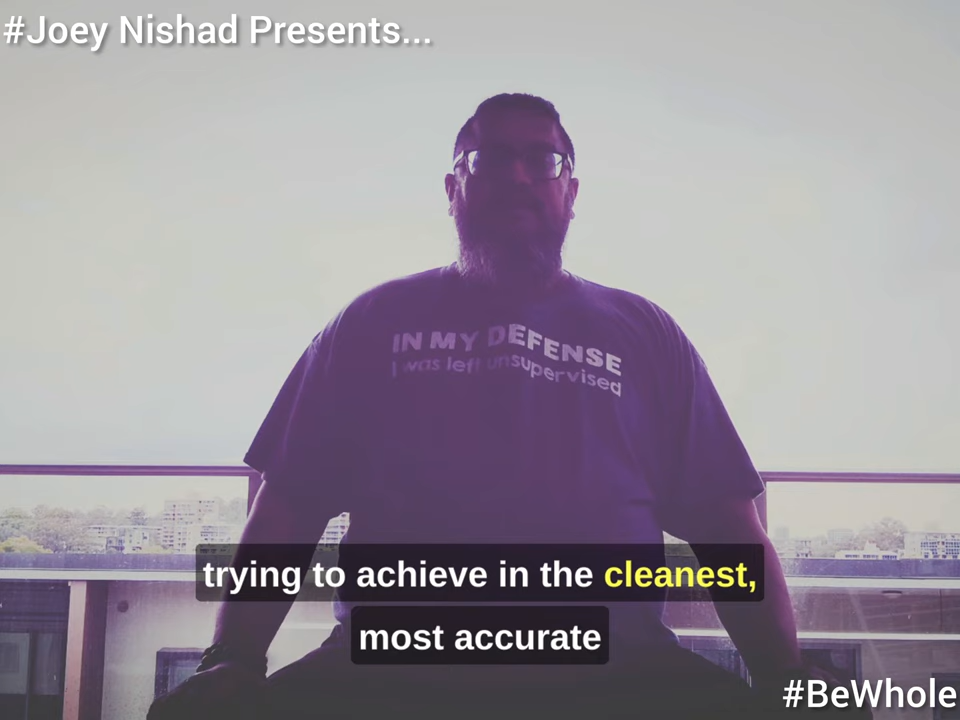 #Joey Nishad Presents...
IN MY DEFENSE
I was left unsupervised
trying to achieve in the cleanest,
most accurate
#BeWhole